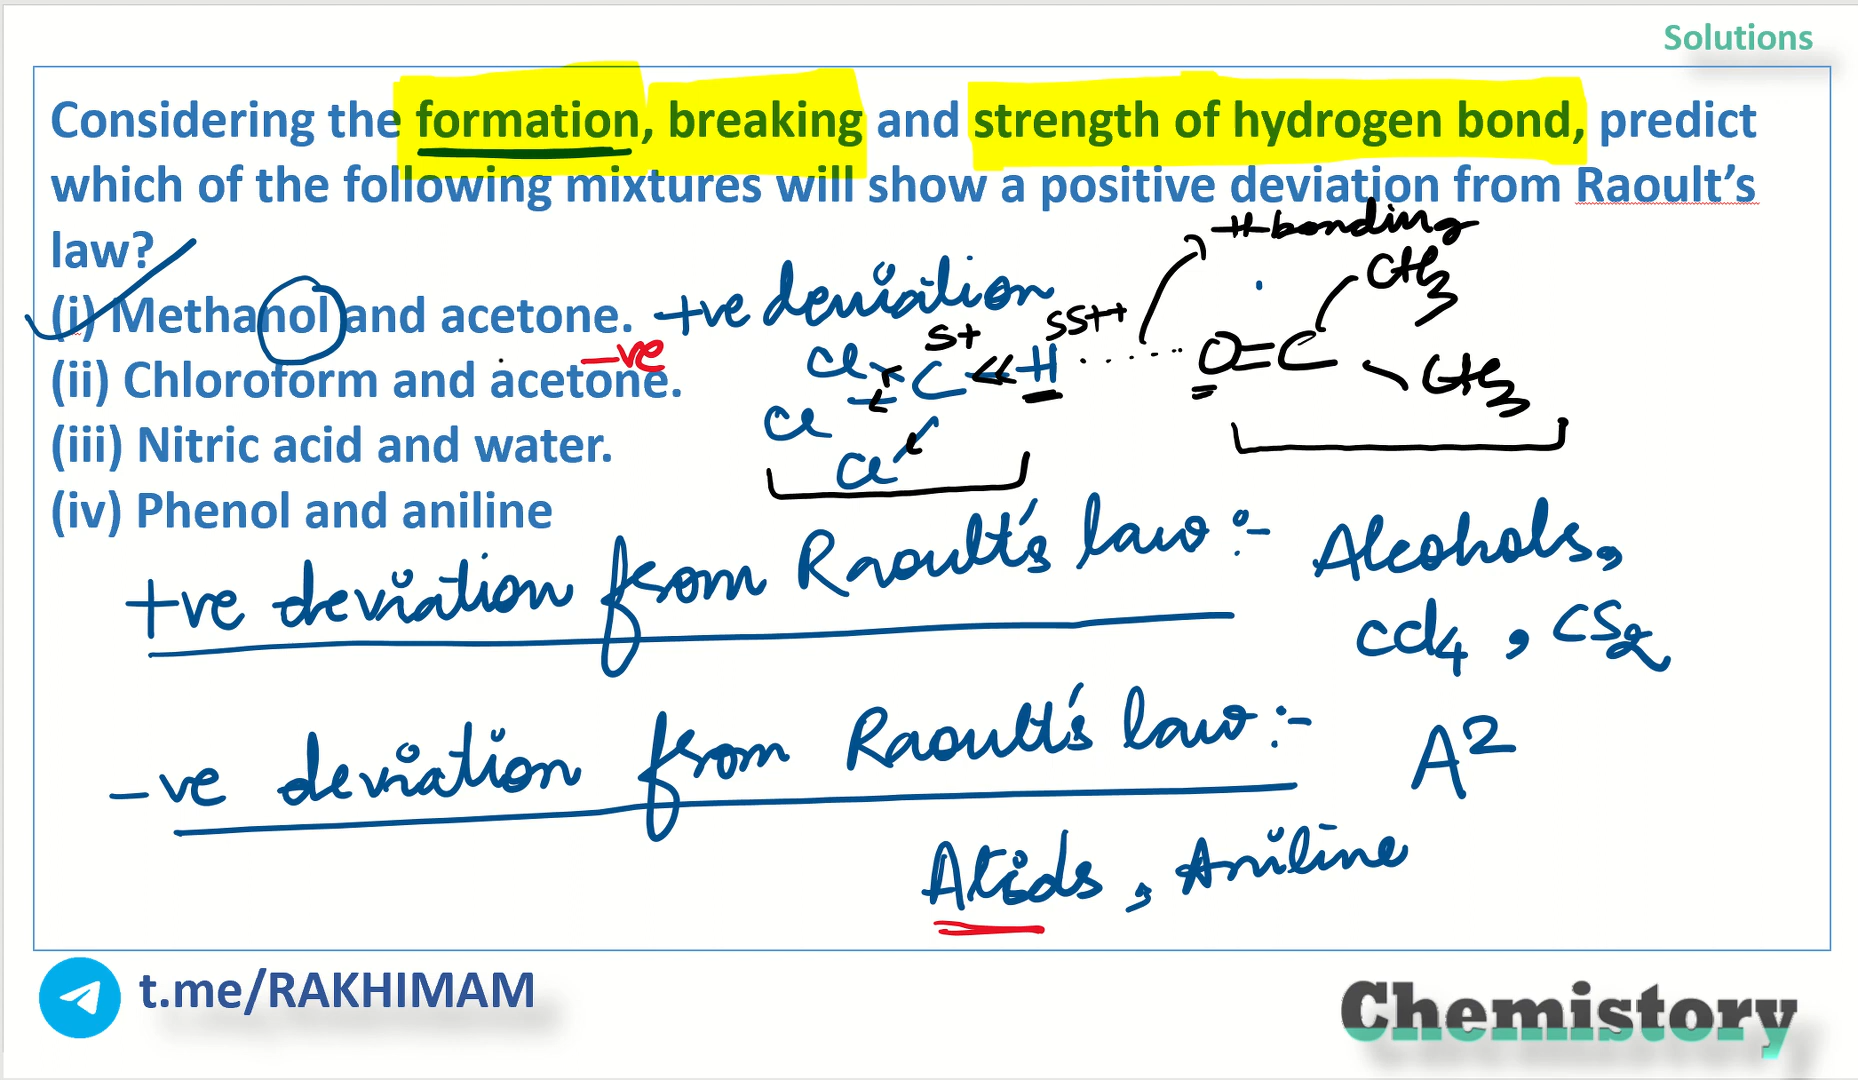 Solutions
Considering the formation, breaking and strength of hydrogen bond, predict
which of the following mixtures will show a positive deviation from Raoult's
law?
H-bonding
(i) Methanol and acetone. +ve deviation
-ve
(ii) Chloroform and acetone.
Cl C H O=C CH3
δ+ δδ++
Cl CH3
Cl
(iii) Nitric acid and water.
(iv) Phenol and aniline
+ve deviation from Raoult's law :- Alcohols,
CCl4, CS2
-ve deviation from Raoult's law :- A2
Acids, Aniline
t.me/RAKHIMAM
Chemistory